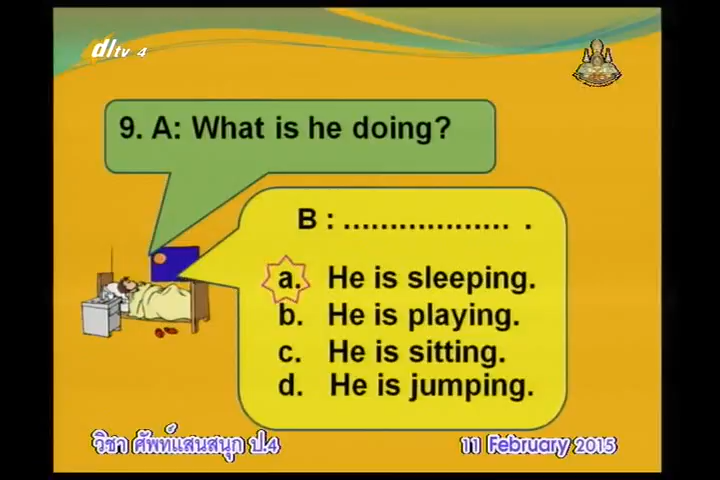 dltv 4
9. A: What is he doing?
B : .................. .
a. He is sleeping.
b. He is playing.
c. He is sitting.
d. He is jumping.
วิชา ศัพท์แสนสนุก ป.4
11 February 2015